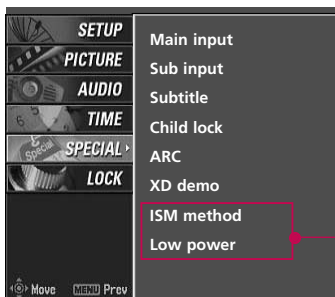 SETUP
PICTURE
AUDIO
TIME
SPECIAL
LOCK
Move MENU Prev
Main input
Sub input
Subtitle
Child lock
ARC
XD demo
ISM method
Low power